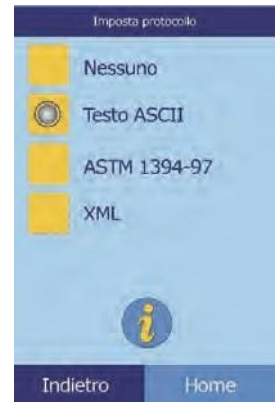 Imposta protocollo
Nessuno
Testo ASCII
ASTM 1394-97
XML
i
Indietro Home